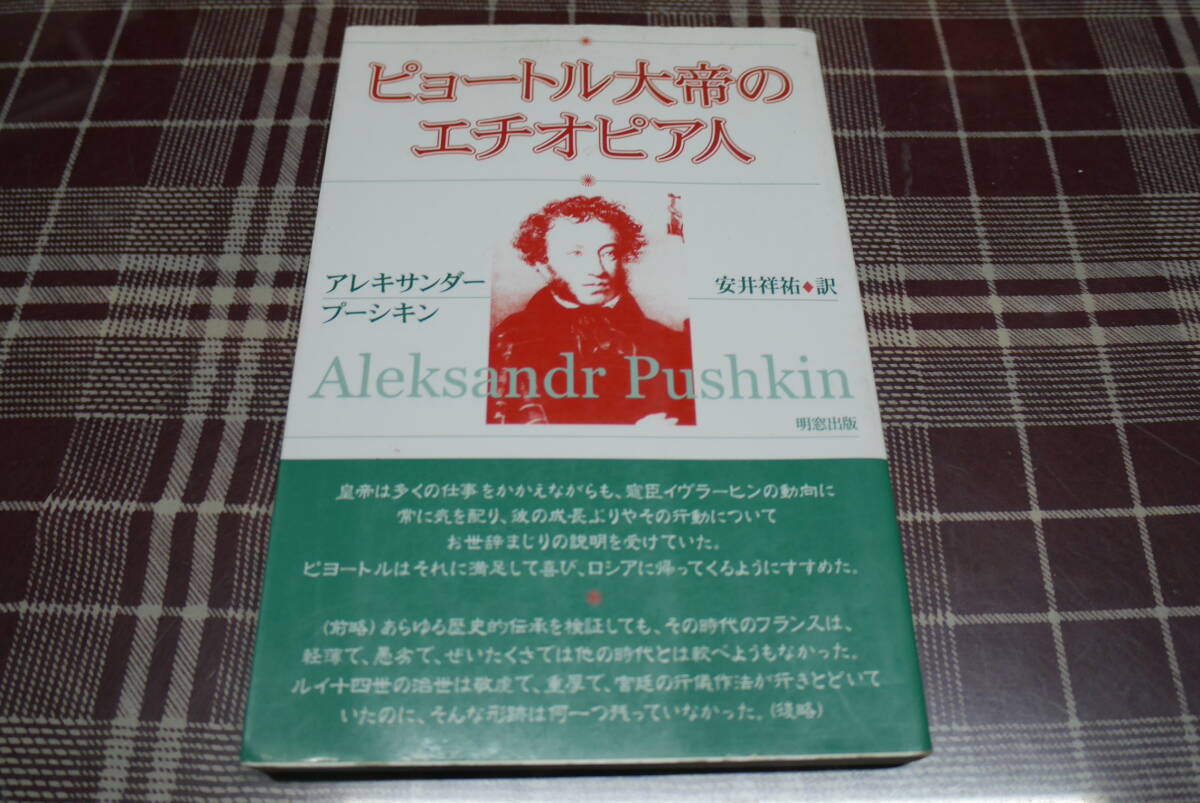 ピョートル大帝の
エチオピア人
アレキサンダー
プーシキン
安井祥祐◆訳
Aleksandr Pushkin
明窓出版
皇帝は多くの仕事をかかえながらも、寵臣イヴラーヒンの動向に
常に気を配り、彼の成長ぶりやその行動について
お世辞まじりの説明を受けていた。
ピョートルはそれに満足して喜び、ロシアに帰ってくるようにすすめた。
(前略)あらゆる歴史的伝承を検証しても、その時代のフランスは、
軽薄で、愚劣で、ぜいたくさでは他の時代とは較べようもなかった。
ルイ十四世の治世は敬虔で、重厚で、宮廷の行儀作法が行きとどいて
いたのに、そんな形跡は何一つ残っていなかった。(後略)